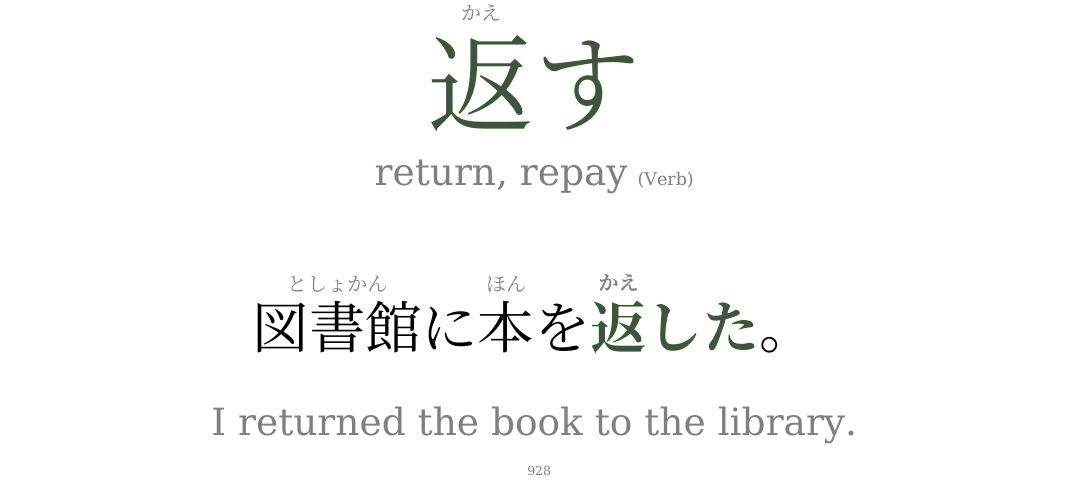 かえ
返す
return, repay (Verb)
としょかん ほん かえ
図書館に本を返した。
I returned the book to the library.
928